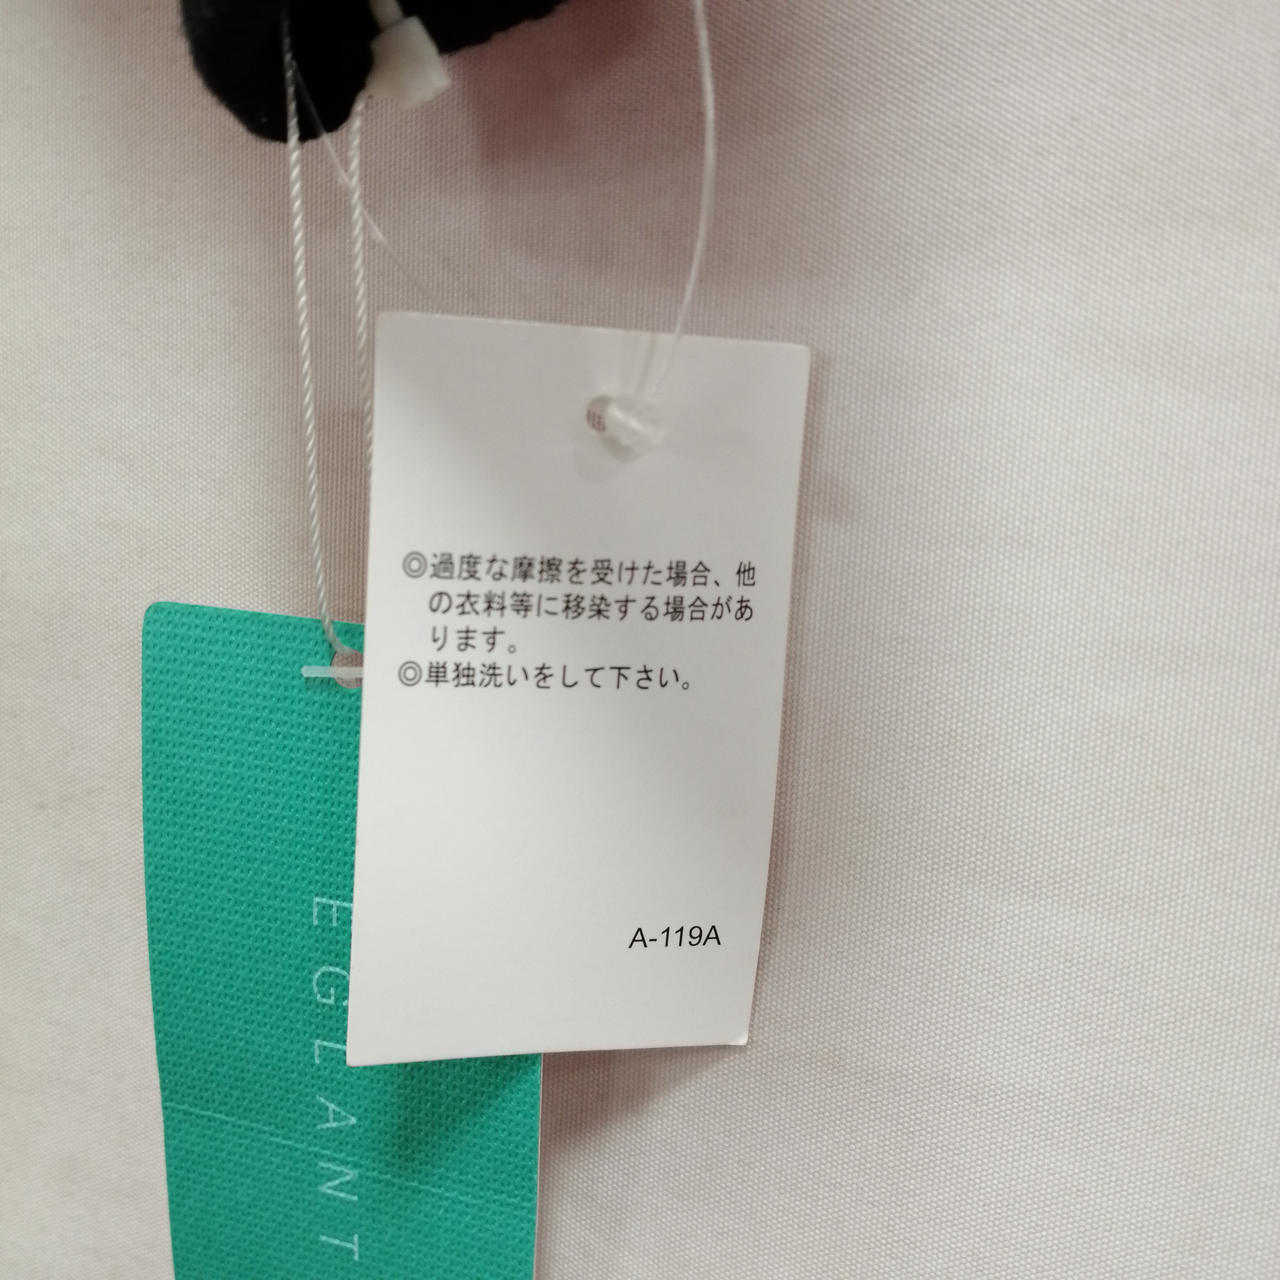 ◎過度な摩擦を受けた場合、他
の衣料等に移染する場合があ
ります。
◎単独洗いをして下さい。
A-119A
EGLANT